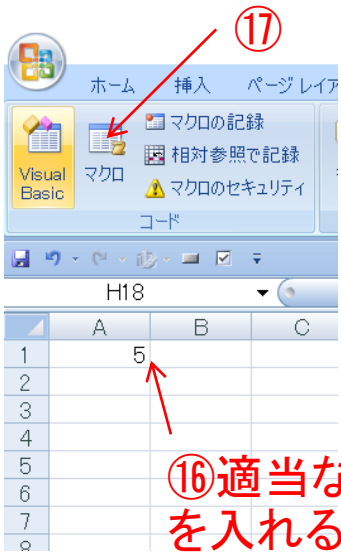 ⑰
ホーム 挿入 ページ レイア
Visual Basic
マクロ
マクロの記録
相対参照で記録
マクロのセキュリティ
コード
H18
A B C
1 5
2
3
4
5
6
7
8
⑯適当な
を入れる